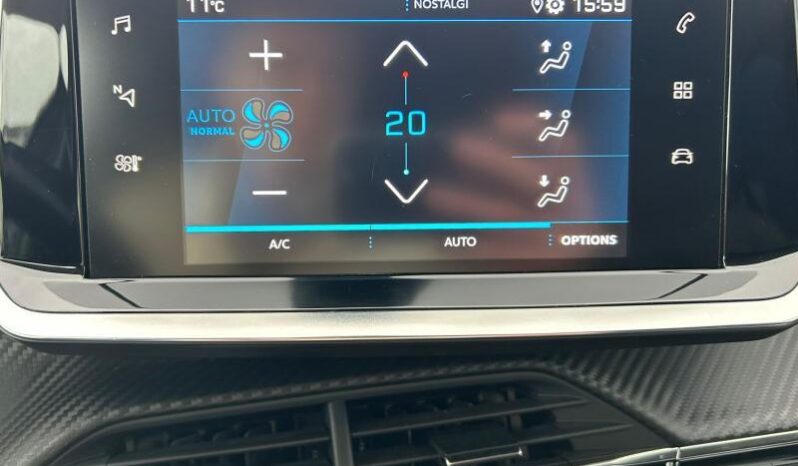 11°C NOSTALGI 15:59
N
AUTO
NORMAL
20
A/C AUTO OPTIONS